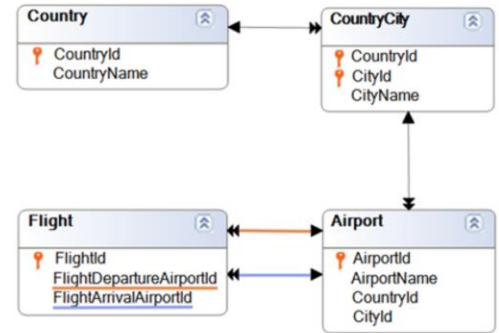 Country
CountryId
CountryName
CountryCity
CountryId
CityId
CityName
Flight
FlightId
FlightDepartureAirportId
FlightArrivalAirportId
Airport
AirportId
AirportName
CountryId
CityId